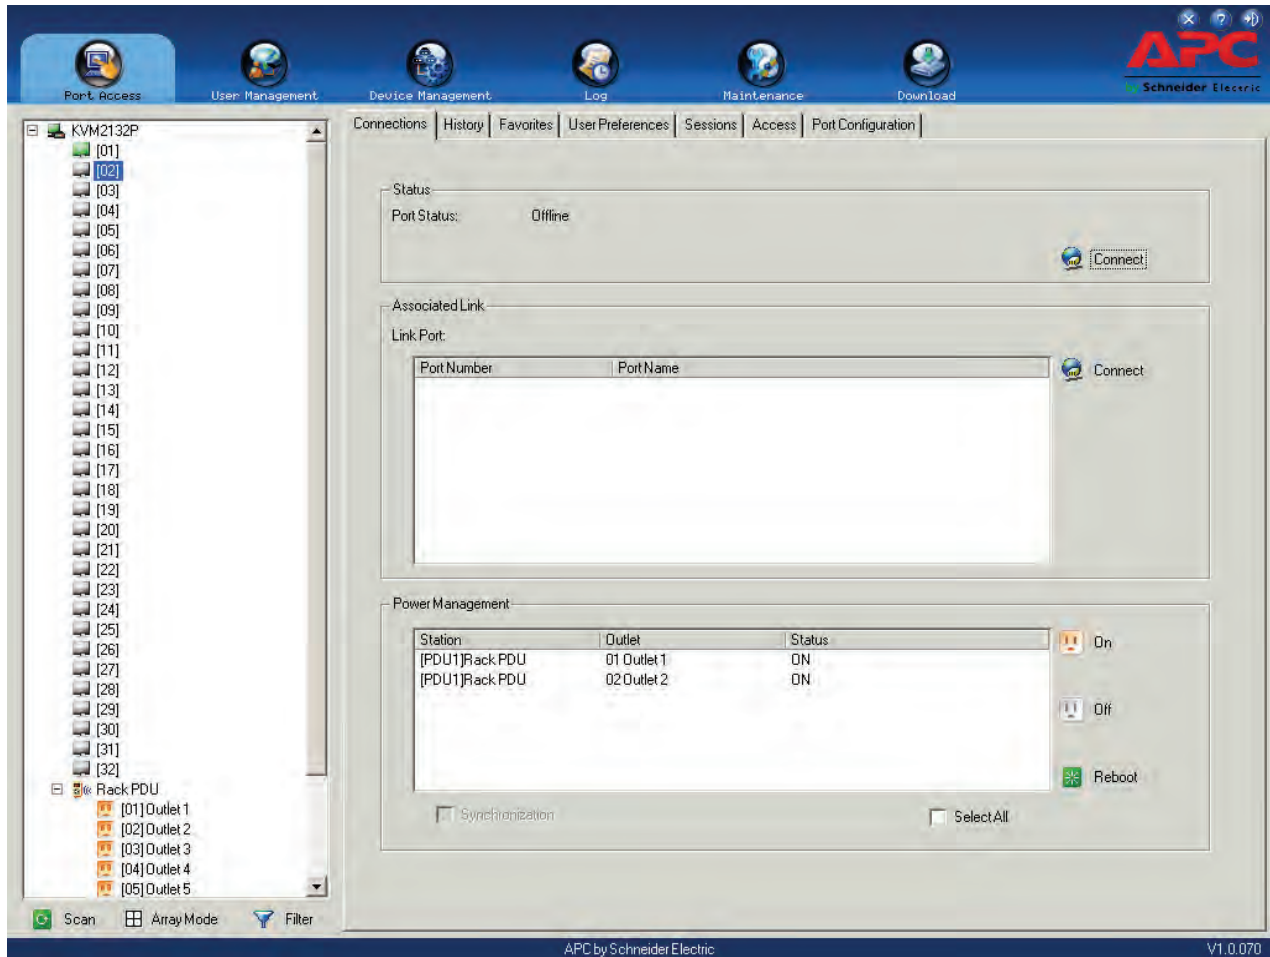 APC
by Schneider Electric
Port Access
User Management
Device Management
Log
Maintenance
Download
KVM2132P
[01]
[02]
[03]
[04]
[05]
[06]
[07]
[08]
[09]
[10]
[11]
[12]
[13]
[14]
[15]
[16]
[17]
[18]
[19]
[20]
[21]
[22]
[23]
[24]
[25]
[26]
[27]
[28]
[29]
[30]
[31]
[32]
Rack PDU
[01] Outlet 1
[02] Outlet 2
[03] Outlet 3
[04] Outlet 4
[05] Outlet 5
Scan Array Mode Filter
Connections History Favorites User Preferences Sessions Access Port Configuration
Status
Port Status: Offline
Connect
Associated Link
Link Port:
Port Number Port Name
Connect
Power Management
Station Outlet Status
[PDU1]Rack PDU 01 Outlet 1 ON
[PDU1]Rack PDU 02 Outlet 2 ON
On
Off
Reboot
Synchronization
Select All
APC by Schneider Electric
V1.0.070